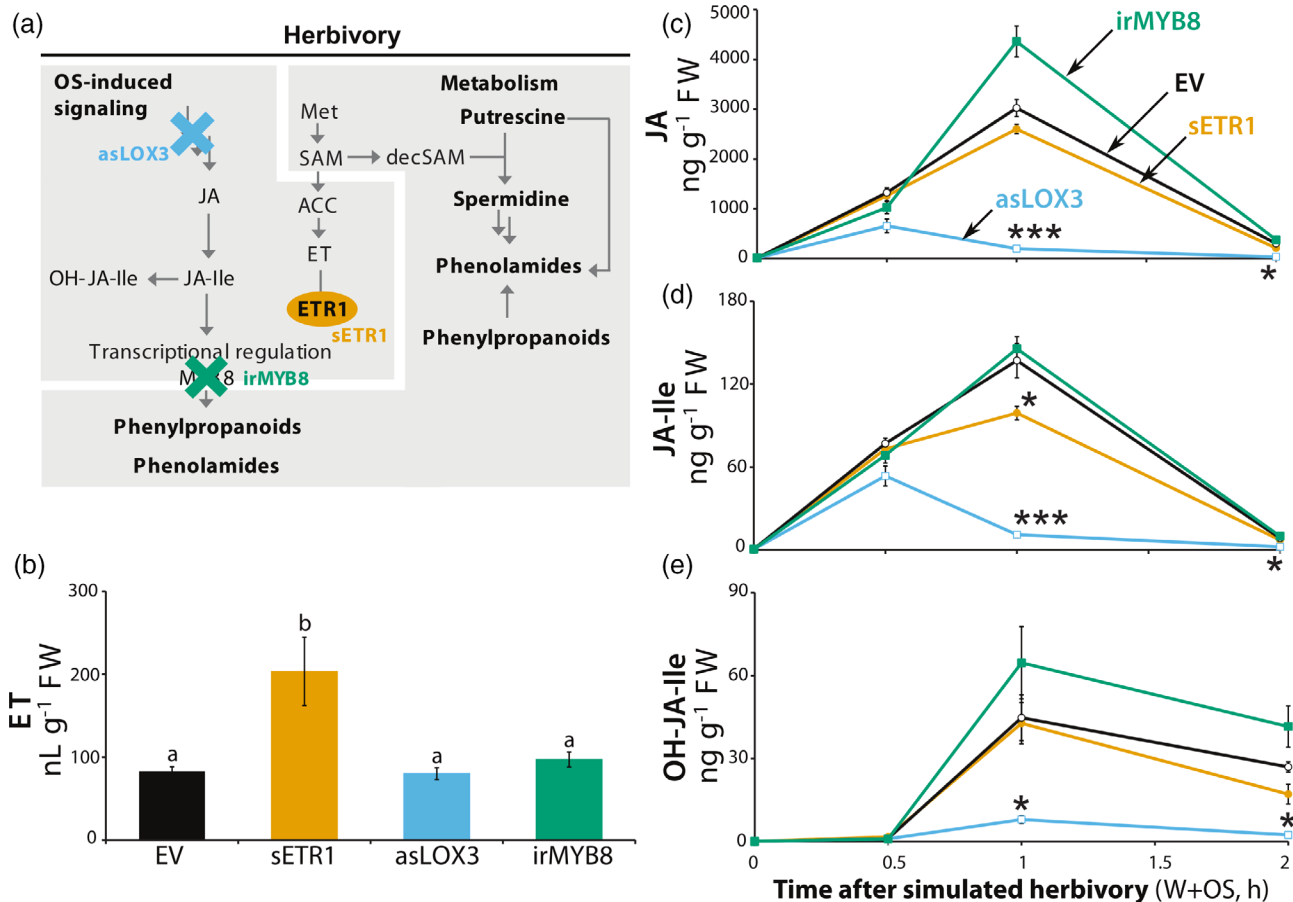 (a)
Herbivory
OS-induced
signaling
asLOX3
JA
OH-JA-Ile
JA-Ile
Transcriptional regulation
irMYB8
Phenylpropanoids
Phenolamides
Met
SAM
decSAM
ACC
ET
ETR1
sETR1
Metabolism
Putrescine
Spermidine
Phenolamides
Phenylpropanoids
(b)
ET
nL g⁻¹ FW
300
200
100
0
a
b
a
a
EV
sETR1
asLOX3
irMYB8
(c)
JA
ng g⁻¹ FW
5000
4000
3000
2000
1000
0
irMYB8
EV
sETR1
asLOX3
***
*
(d)
JA-Ile
ng g⁻¹ FW
180
120
60
0
*
***
*
(e)
OH-JA-Ile
ng g⁻¹ FW
90
60
30
0
*
*
0
0.5
1
1.5
2
Time after simulated herbivory (W+OS, h)